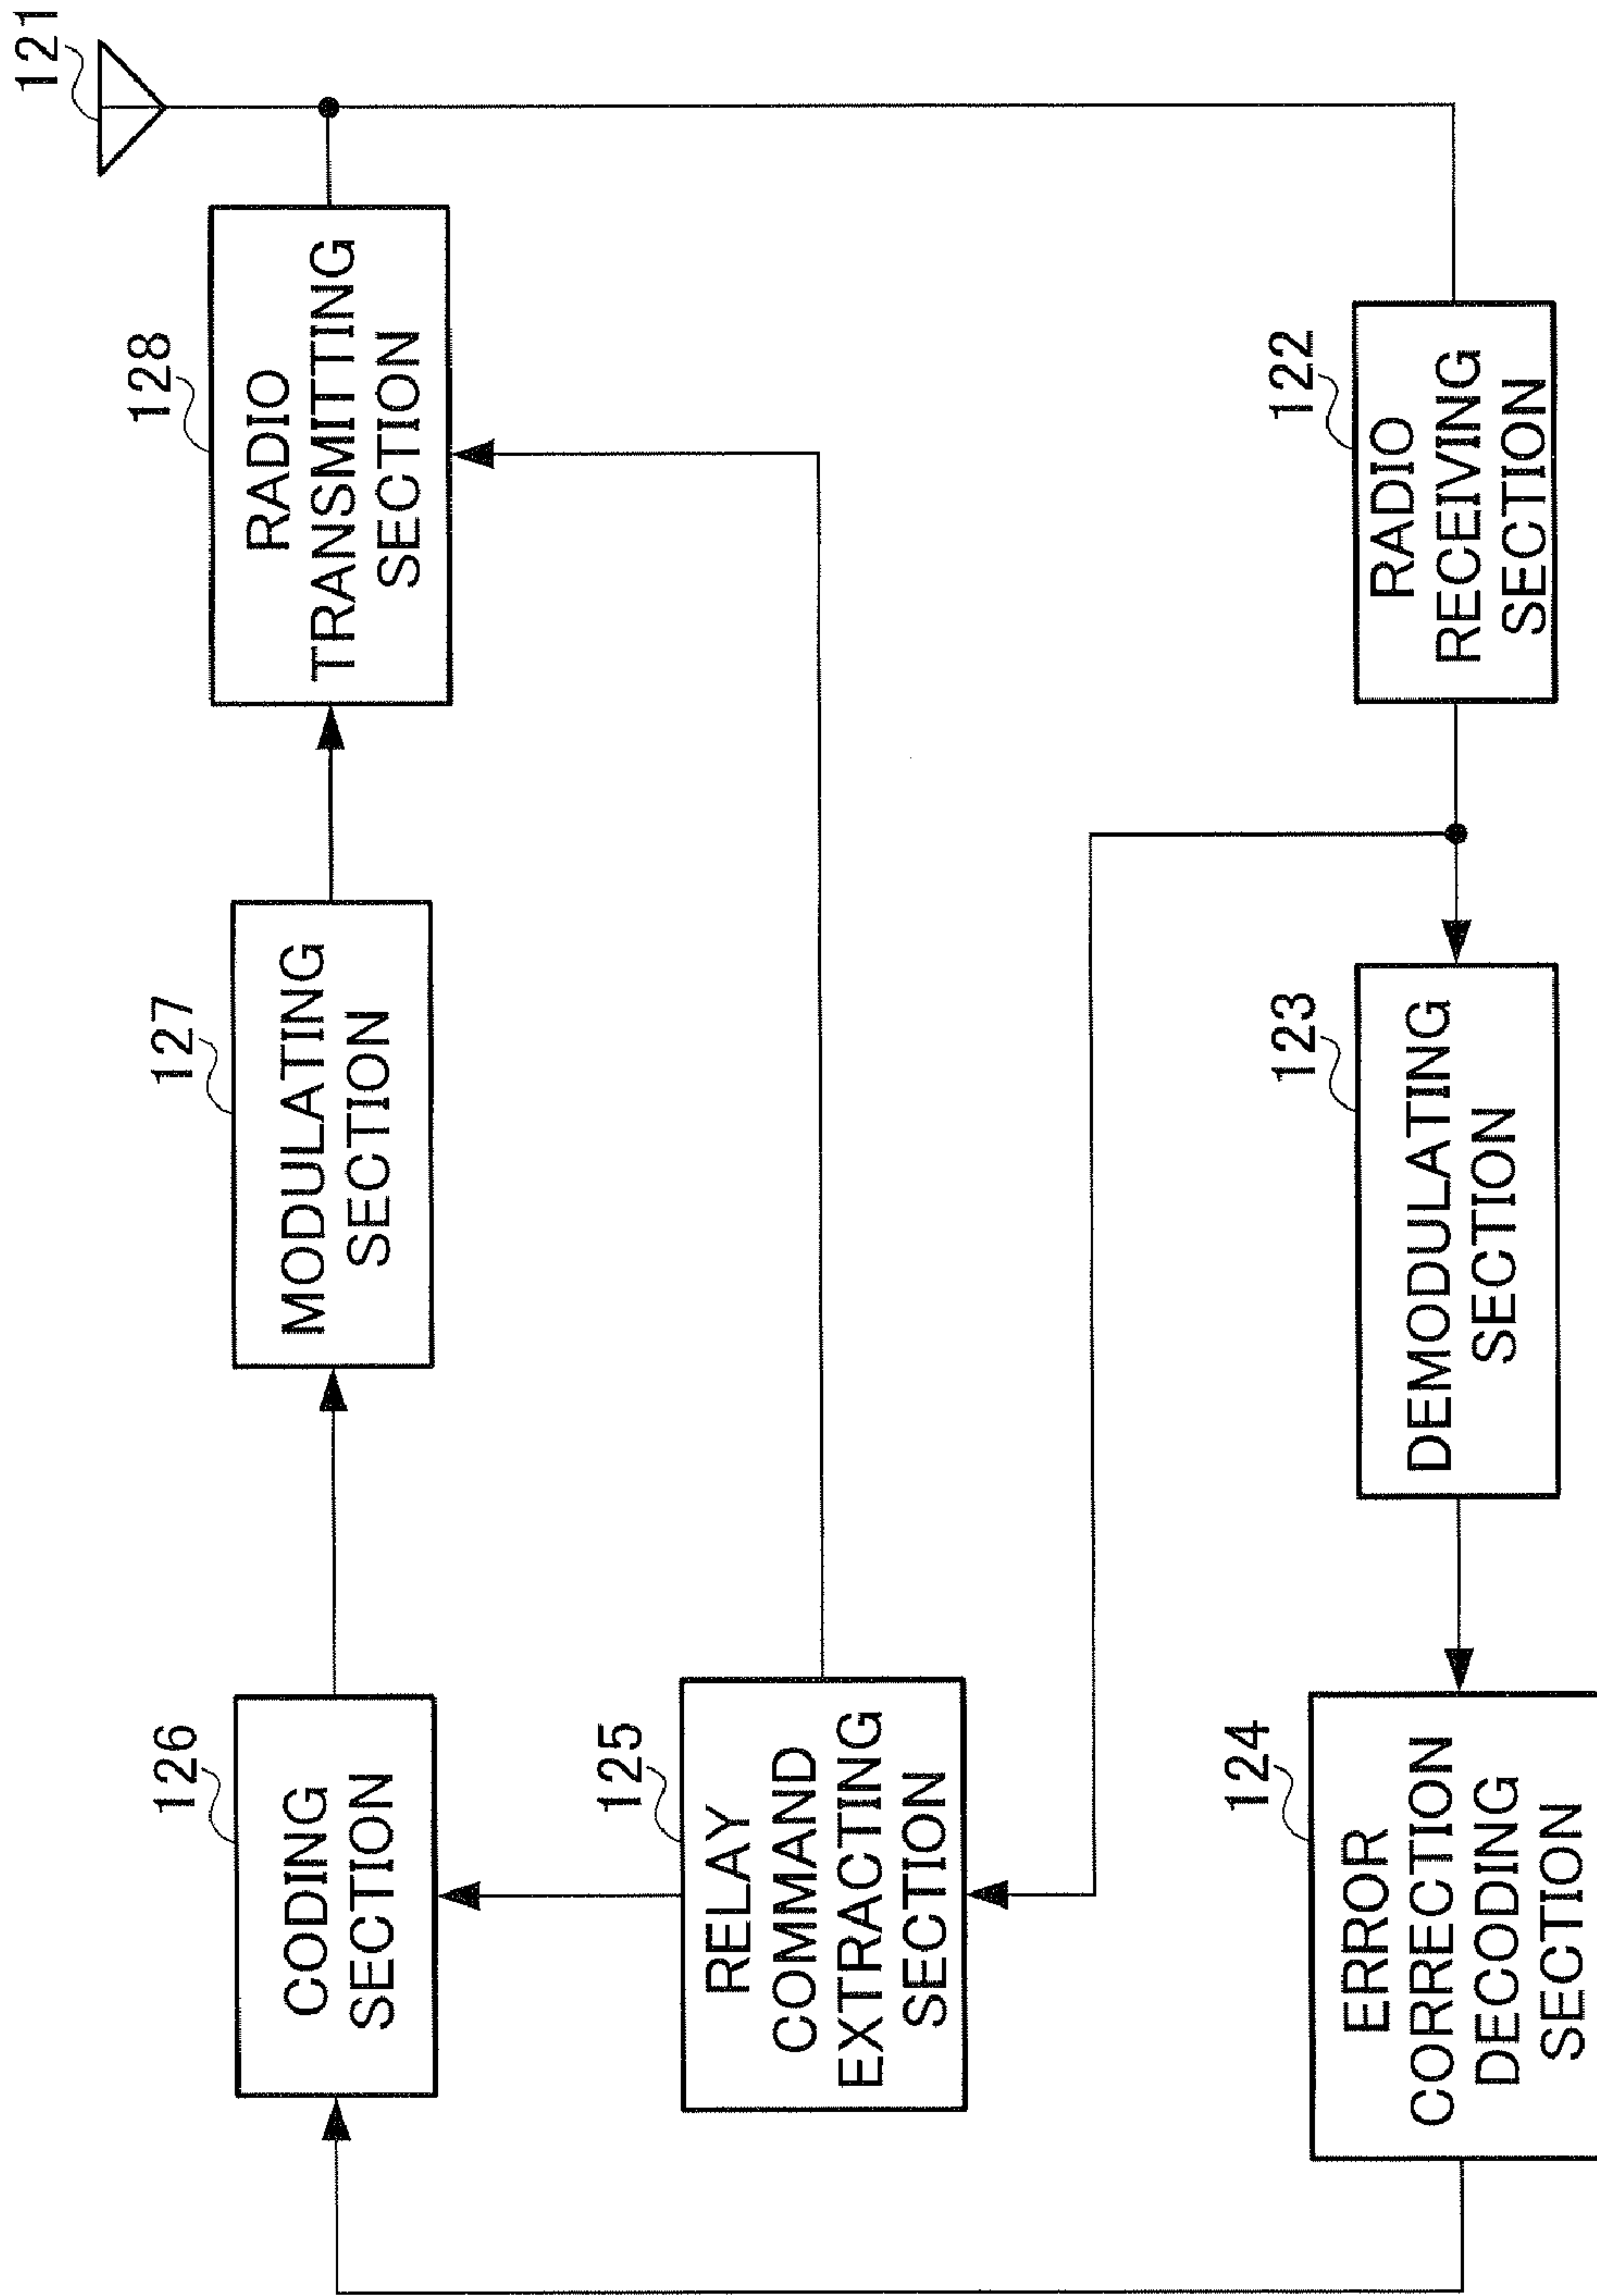 126
CODING
SECTION
127
MODULATING
SECTION
128
RADIO
TRANSMITTING
SECTION
121
125
RELAY
COMMAND
EXTRACTING
SECTION
124
ERROR
CORRECTION
DECODING
SECTION
123
DEMODULATING
SECTION
122
RADIO
RECEIVING
SECTION